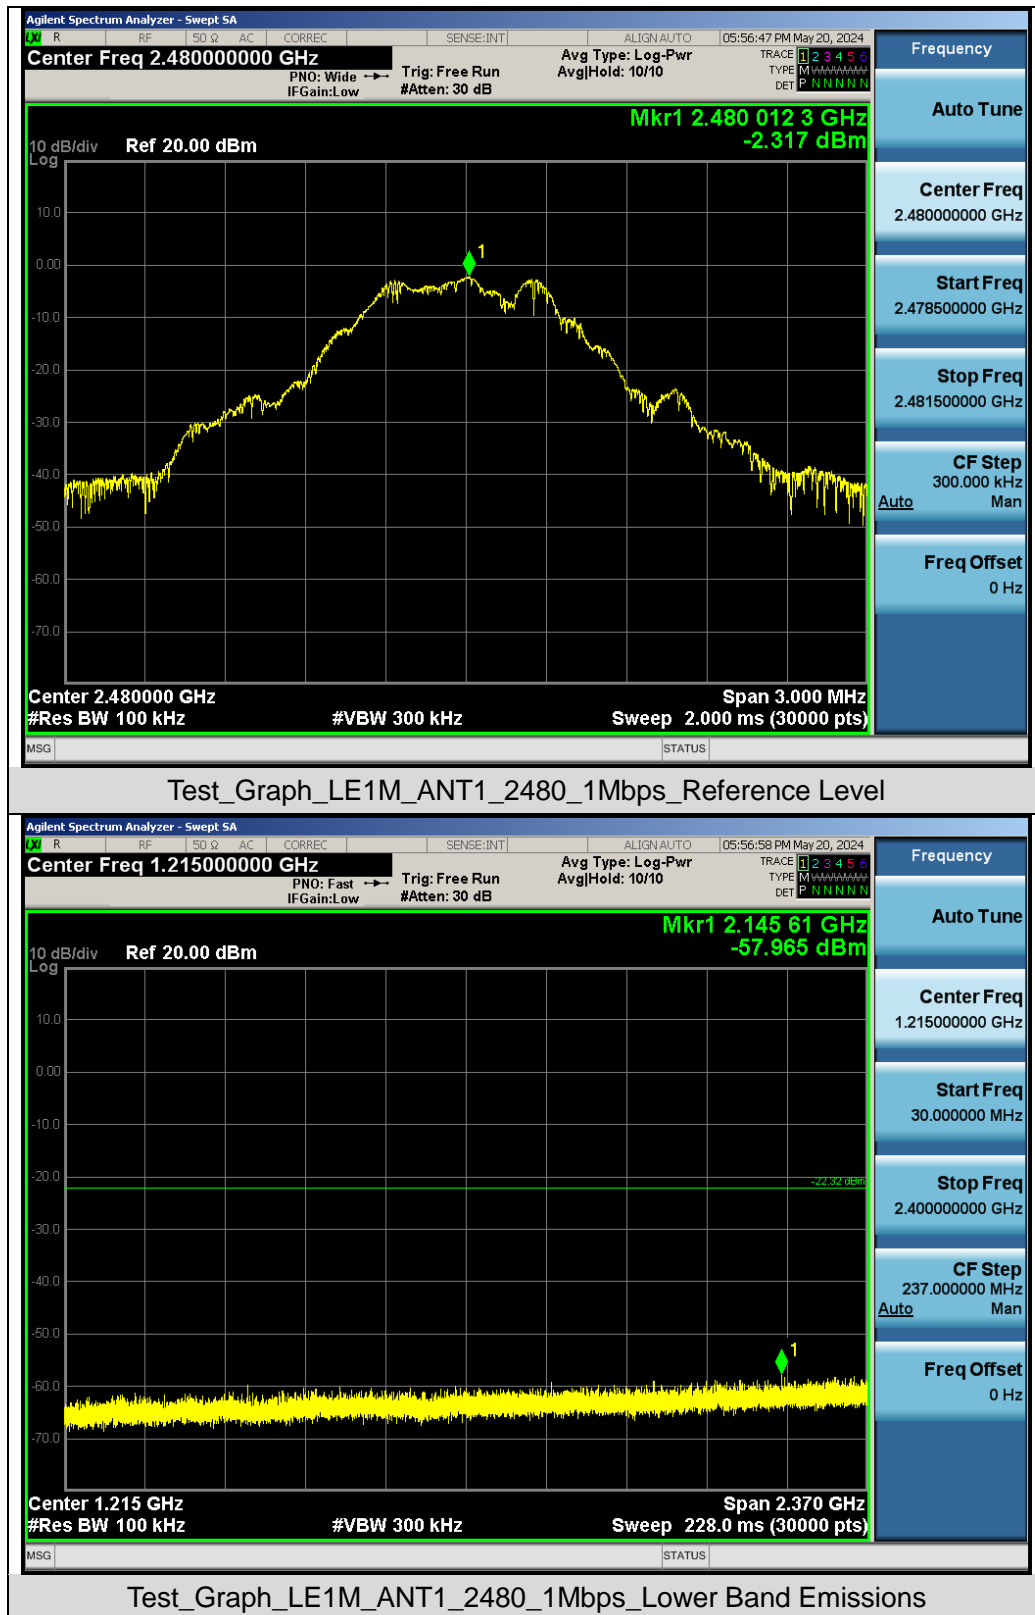 Agilent Spectrum Analyzer - Swept SA
LXI R RF 50 Ω AC CORREC SENSE:INT ALIGN AUTO 05:56:47 PM May 20, 2024
Center Freq 2.480000000 GHz
PNO: Wide
IFGain:Low
Trig: Free Run
#Atten: 30 dB
Avg Type: Log-Pwr
Avg|Hold: 10/10
TRACE 1 2 3 4 5 6
TYPE M
DET P N N N N N
Mkr1 2.480 012 3 GHz
-2.317 dBm
10 dB/div Ref 20.00 dBm
Log
10.0
0.00
-10.0
-20.0
-30.0
-40.0
-50.0
-60.0
-70.0
1
Center 2.480000 GHz Span 3.000 MHz
#Res BW 100 kHz #VBW 300 kHz Sweep 2.000 ms (30000 pts)
MSG STATUS
Frequency
Auto Tune
Center Freq
2.480000000 GHz
Start Freq
2.478500000 GHz
Stop Freq
2.481500000 GHz
CF Step
300.000 kHz
Auto Man
Freq Offset
0 Hz
Test_Graph_LE1M_ANT1_2480_1Mbps_Reference Level
Agilent Spectrum Analyzer - Swept SA
LXI R RF 50 Ω AC CORREC SENSE:INT ALIGN AUTO 05:56:58 PM May 20, 2024
Center Freq 1.215000000 GHz
PNO: Fast
IFGain:Low
Trig: Free Run
#Atten: 30 dB
Avg Type: Log-Pwr
Avg|Hold: 10/10
TRACE 1 2 3 4 5 6
TYPE M
DET P N N N N N
Mkr1 2.145 61 GHz
-57.965 dBm
10 dB/div Ref 20.00 dBm
Log
10.0
0.00
-10.0
-20.0
-22.32 dBm
-30.0
-40.0
-50.0
-60.0
-70.0
1
Center 1.215 GHz Span 2.370 GHz
#Res BW 100 kHz #VBW 300 kHz Sweep 228.0 ms (30000 pts)
MSG STATUS
Frequency
Auto Tune
Center Freq
1.215000000 GHz
Start Freq
30.000000 MHz
Stop Freq
2.400000000 GHz
CF Step
237.000000 MHz
Auto Man
Freq Offset
0 Hz
Test_Graph_LE1M_ANT1_2480_1Mbps_Lower Band Emissions